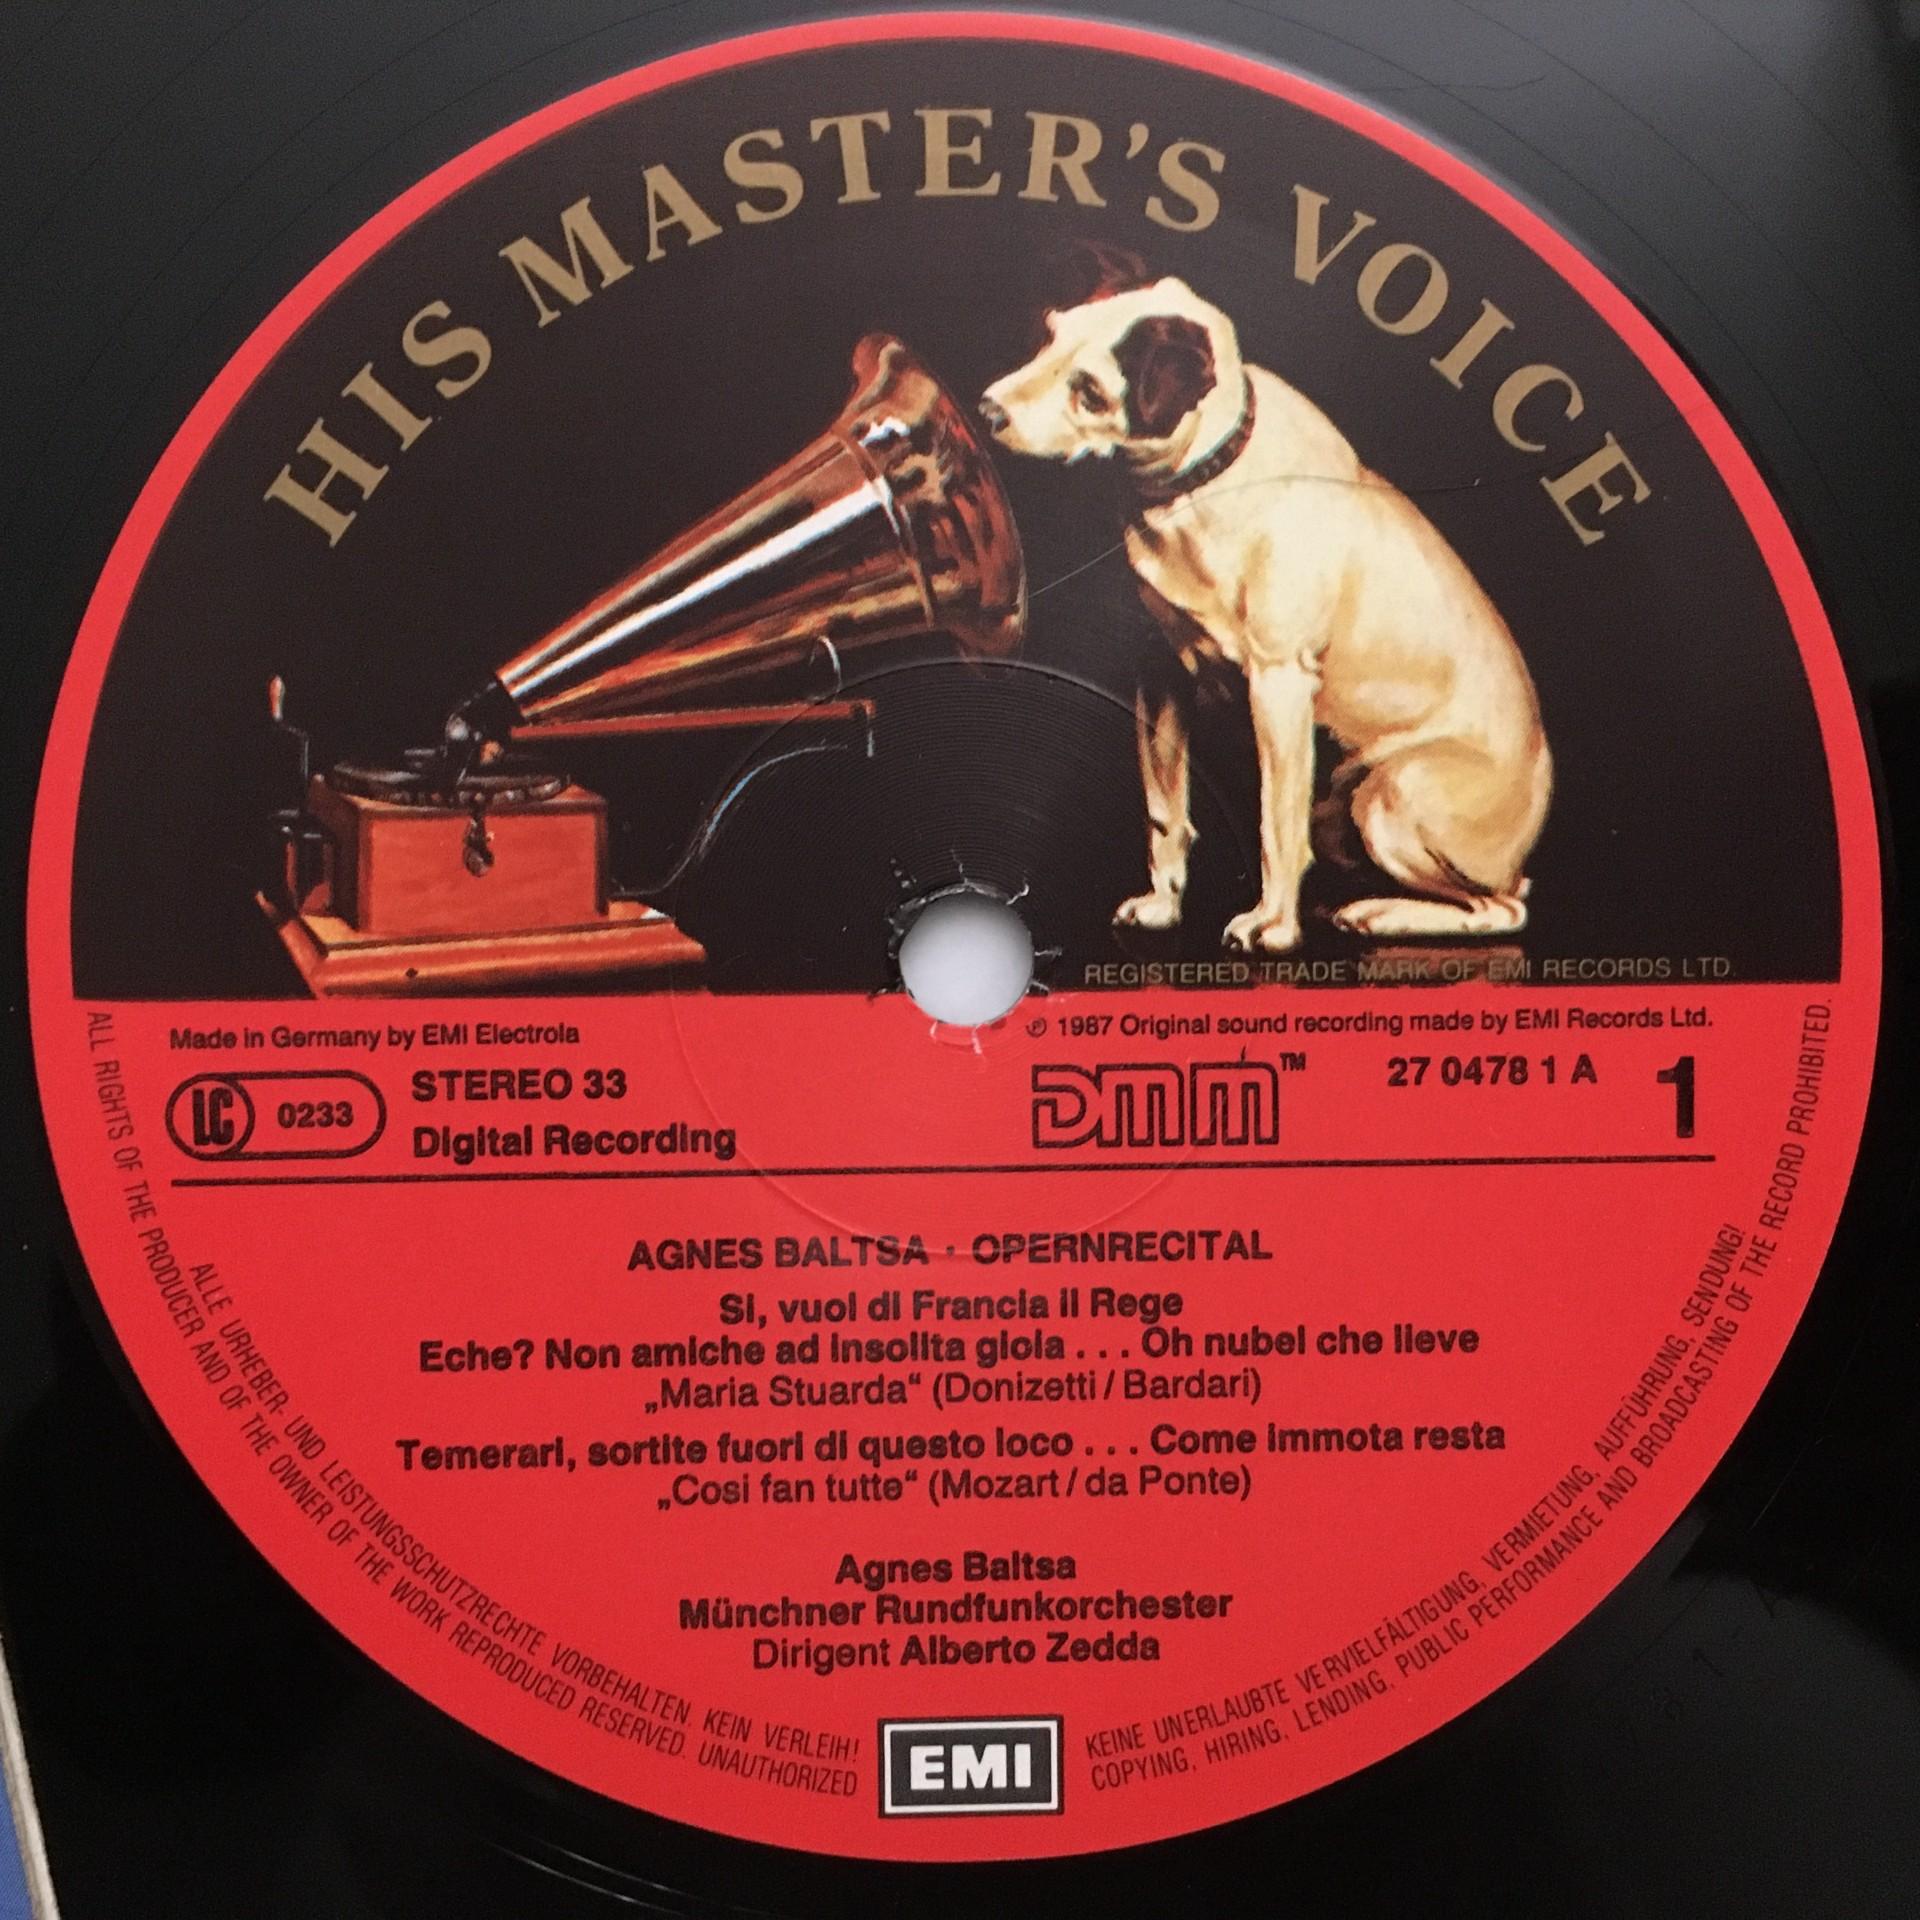 HIS MASTER'S VOICE
REGISTERED TRADE MARK OF EMI RECORDS LTD.
Made in Germany by EMI Electrola
℗ 1987 Original sound recording made by EMI Records Ltd.
LC 0233
STEREO 33
Digital Recording
DMM™
27 0478 1 A
1
AGNES BALTSA · OPERNRECITAL
Si, vuoi di Francia il Rege
Eche? Non amiche ad insolita gioia . . . Oh nubel che lieve
„Maria Stuarda“ (Donizetti / Bardari)
Temerari, sortite fuori di questo loco . . . Come immota resta
„Cosi fan tutte“ (Mozart / da Ponte)
Agnes Baltsa
Münchner Rundfunkorchester
Dirigent Alberto Zedda
EMI
ALLE URHEBER- UND LEISTUNGSSCHUTZRECHTE VORBEHALTEN. KEIN VERLEIH! KEINE UNERLAUBTE VERVIELFÄLTIGUNG, VERMIETUNG, AUFFÜHRUNG, SENDUNG!
ALL RIGHTS OF THE PRODUCER AND OF THE OWNER OF THE WORK REPRODUCED RESERVED. UNAUTHORIZED COPYING, HIRING, LENDING, PUBLIC PERFORMANCE AND BROADCASTING OF THE RECORD PROHIBITED.